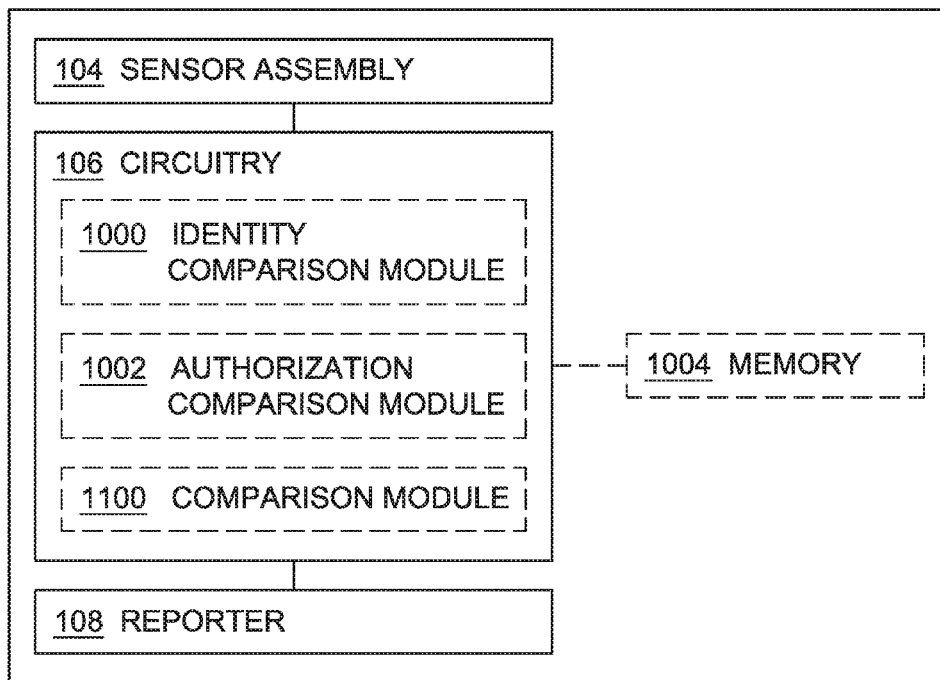 104 SENSOR ASSEMBLY
106 CIRCUITRY
1000 IDENTITY
COMPARISON MODULE
1002 AUTHORIZATION
COMPARISON MODULE
1004 MEMORY
1100 COMPARISON MODULE
108 REPORTER